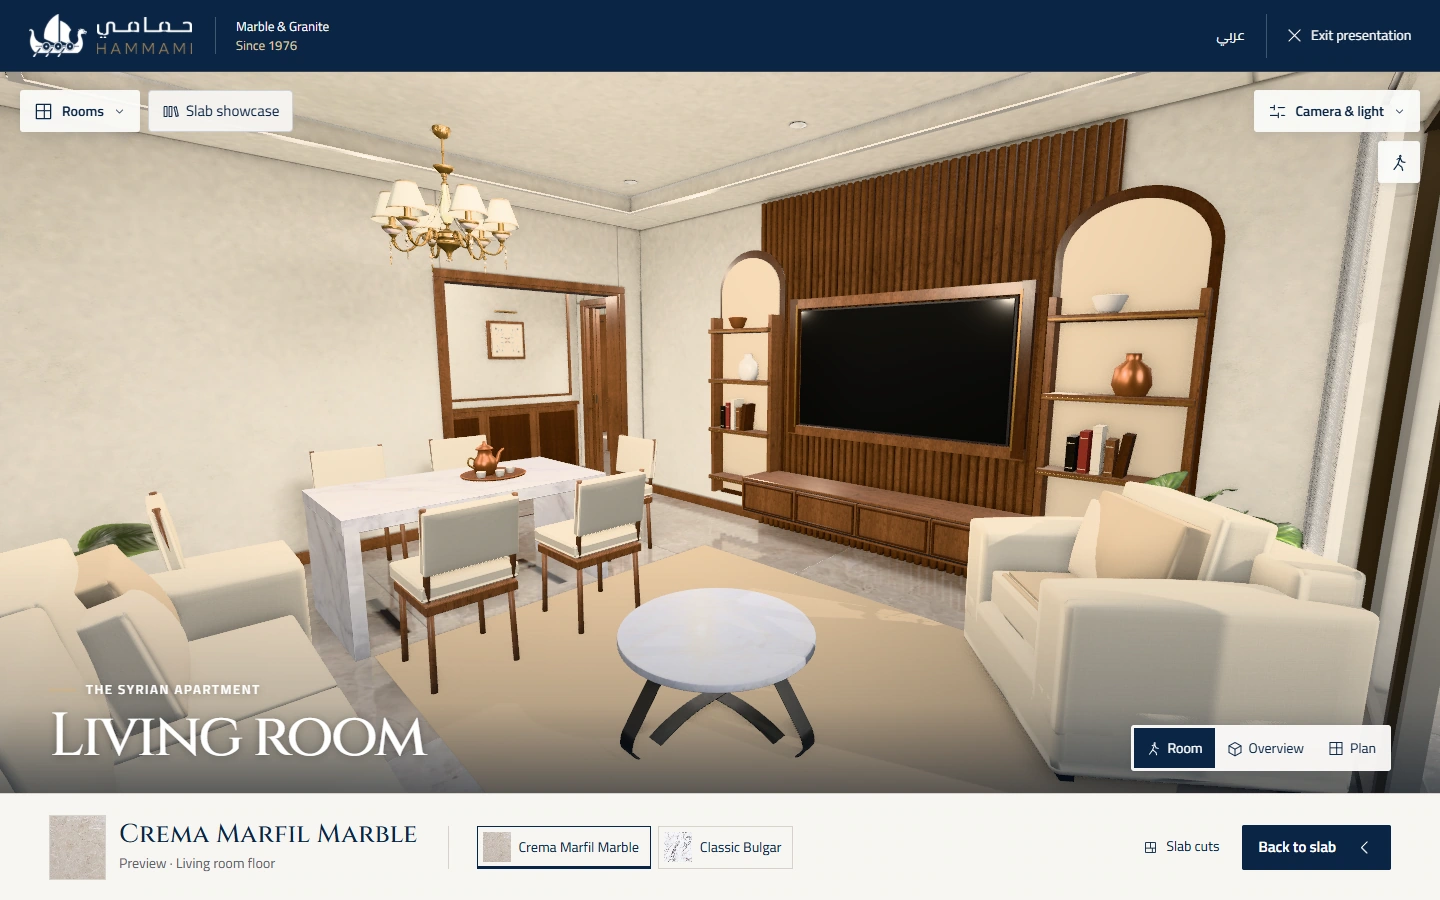 حمامي
HAMMAMI
Marble & Granite
Since 1976
عربي
Exit presentation
Rooms
Slab showcase
Camera & light
THE SYRIAN APARTMENT
LIVING ROOM
Room
Overview
Plan
CREMA MARFIL MARBLE
Preview · Living room floor
Crema Marfil Marble
Classic Bulgar
Slab cuts
Back to slab